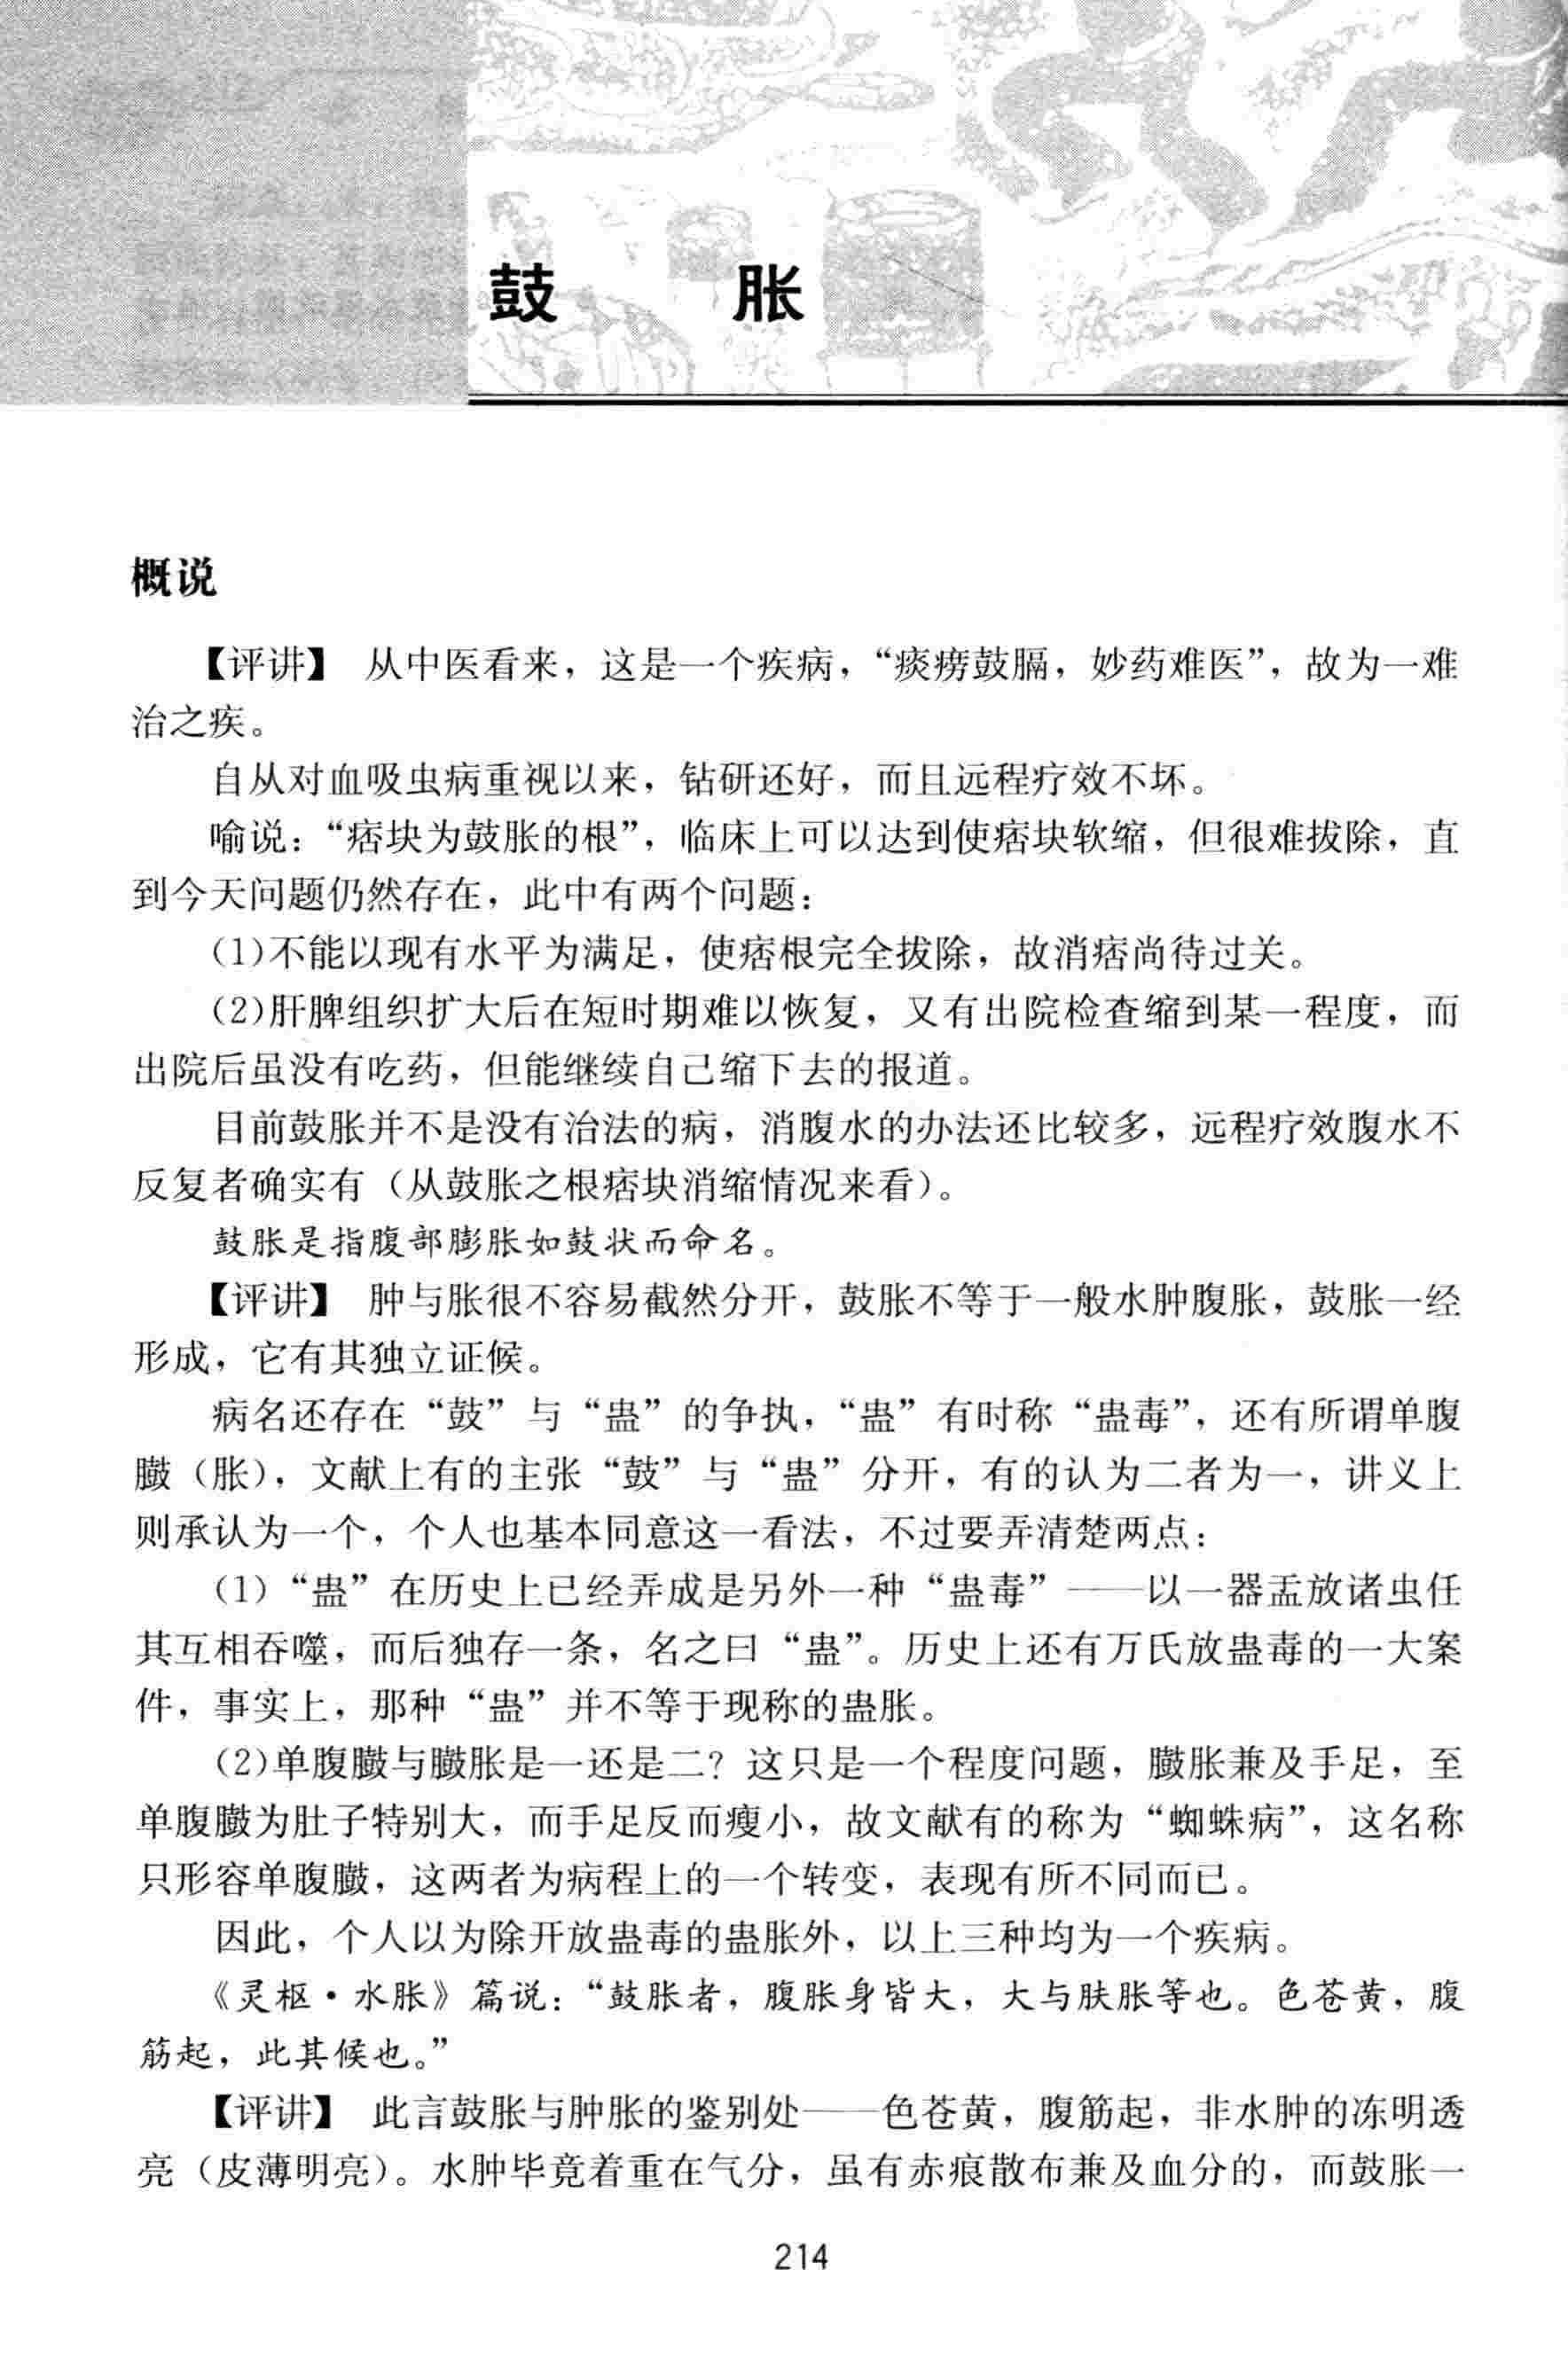 鼓 胀
概说
【评讲】 从中医看来，这是一个疾病，“痰痨鼓膈，妙药难医”，故为一难
治之疾。
自从对血吸虫病重视以来，钻研还好，而且远程疗效不坏。
喻说：“痞块为鼓胀的根”，临床上可以达到使痞块软缩，但很难拔除，直
到今天问题仍然存在，此中有两个问题：
(1)不能以现有水平为满足，使痞根完全拔除，故消痞尚待过关。
(2)肝脾组织扩大后在短时期难以恢复，又有出院检查缩到某一程度，而
出院后虽没有吃药，但能继续自己缩下去的报道。
目前鼓胀并不是没有治法的病，消腹水的办法还比较多，远程疗效腹水不
反复者确实有（从鼓胀之根痞块消缩情况来看）。
鼓胀是指腹部膨胀如鼓状而命名。
【评讲】 肿与胀很不容易截然分开，鼓胀不等于一般水肿腹胀，鼓胀一经
形成，它有其独立证候。
病名还存在“鼓”与“蛊”的争执，“蛊”有时称“蛊毒”，还有所谓单腹
臌（胀），文献上有的主张“鼓”与“蛊”分开，有的认为二者为一，讲义上
则承认为一个，个人也基本同意这一看法，不过要弄清楚两点：
(1)“蛊”在历史上已经弄成是另外一种“蛊毒”——以一器盂放诸虫任
其互相吞噬，而后独存一条，名之曰“蛊”。历史上还有万氏放蛊毒的一大案
件，事实上，那种“蛊”并不等于现称的蛊胀。
(2)单腹臌与臌胀是一还是二？这只是一个程度问题，臌胀兼及手足，至
单腹臌为肚子特别大，而手足反而瘦小，故文献有的称为“蜘蛛病”，这名称
只形容单腹臌，这两者为病程上的一个转变，表现有所不同而已。
因此，个人以为除开放蛊毒的蛊胀外，以上三种均为一个疾病。
《灵枢·水胀》篇说：“鼓胀者，腹胀身皆大，大与肤胀等也。色苍黄，腹
筋起，此其候也。”
【评讲】 此言鼓胀与肿胀的鉴别处——色苍黄，腹筋起，非水肿的冻明透
亮（皮薄明亮）。水肿毕竟着重在气分，虽有赤痕散布兼及血分的，而鼓胀一
214